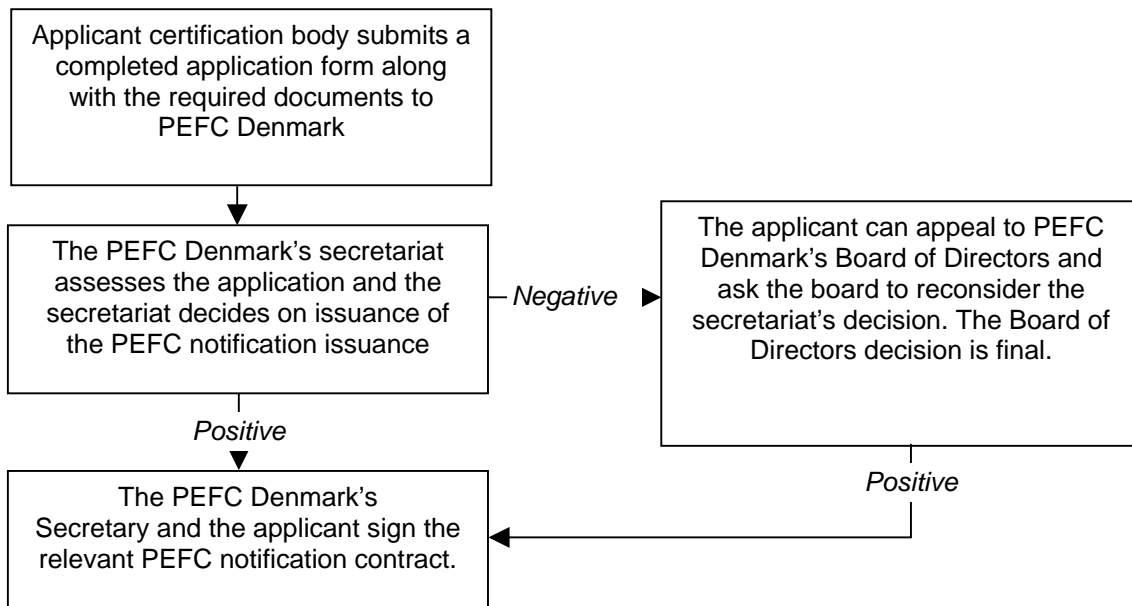 Applicant certification body submits a
completed application form along
with the required documents to
PEFC Denmark
The PEFC Denmark's secretariat
assesses the application and the
secretariat decides on issuance of
the PEFC notification issuance
Negative
The applicant can appeal to PEFC
Denmark's Board of Directors and
ask the board to reconsider the
secretariat's decision. The Board of
Directors decision is final.
Positive
Positive
The PEFC Denmark's
Secretary and the applicant sign the
relevant PEFC notification contract.